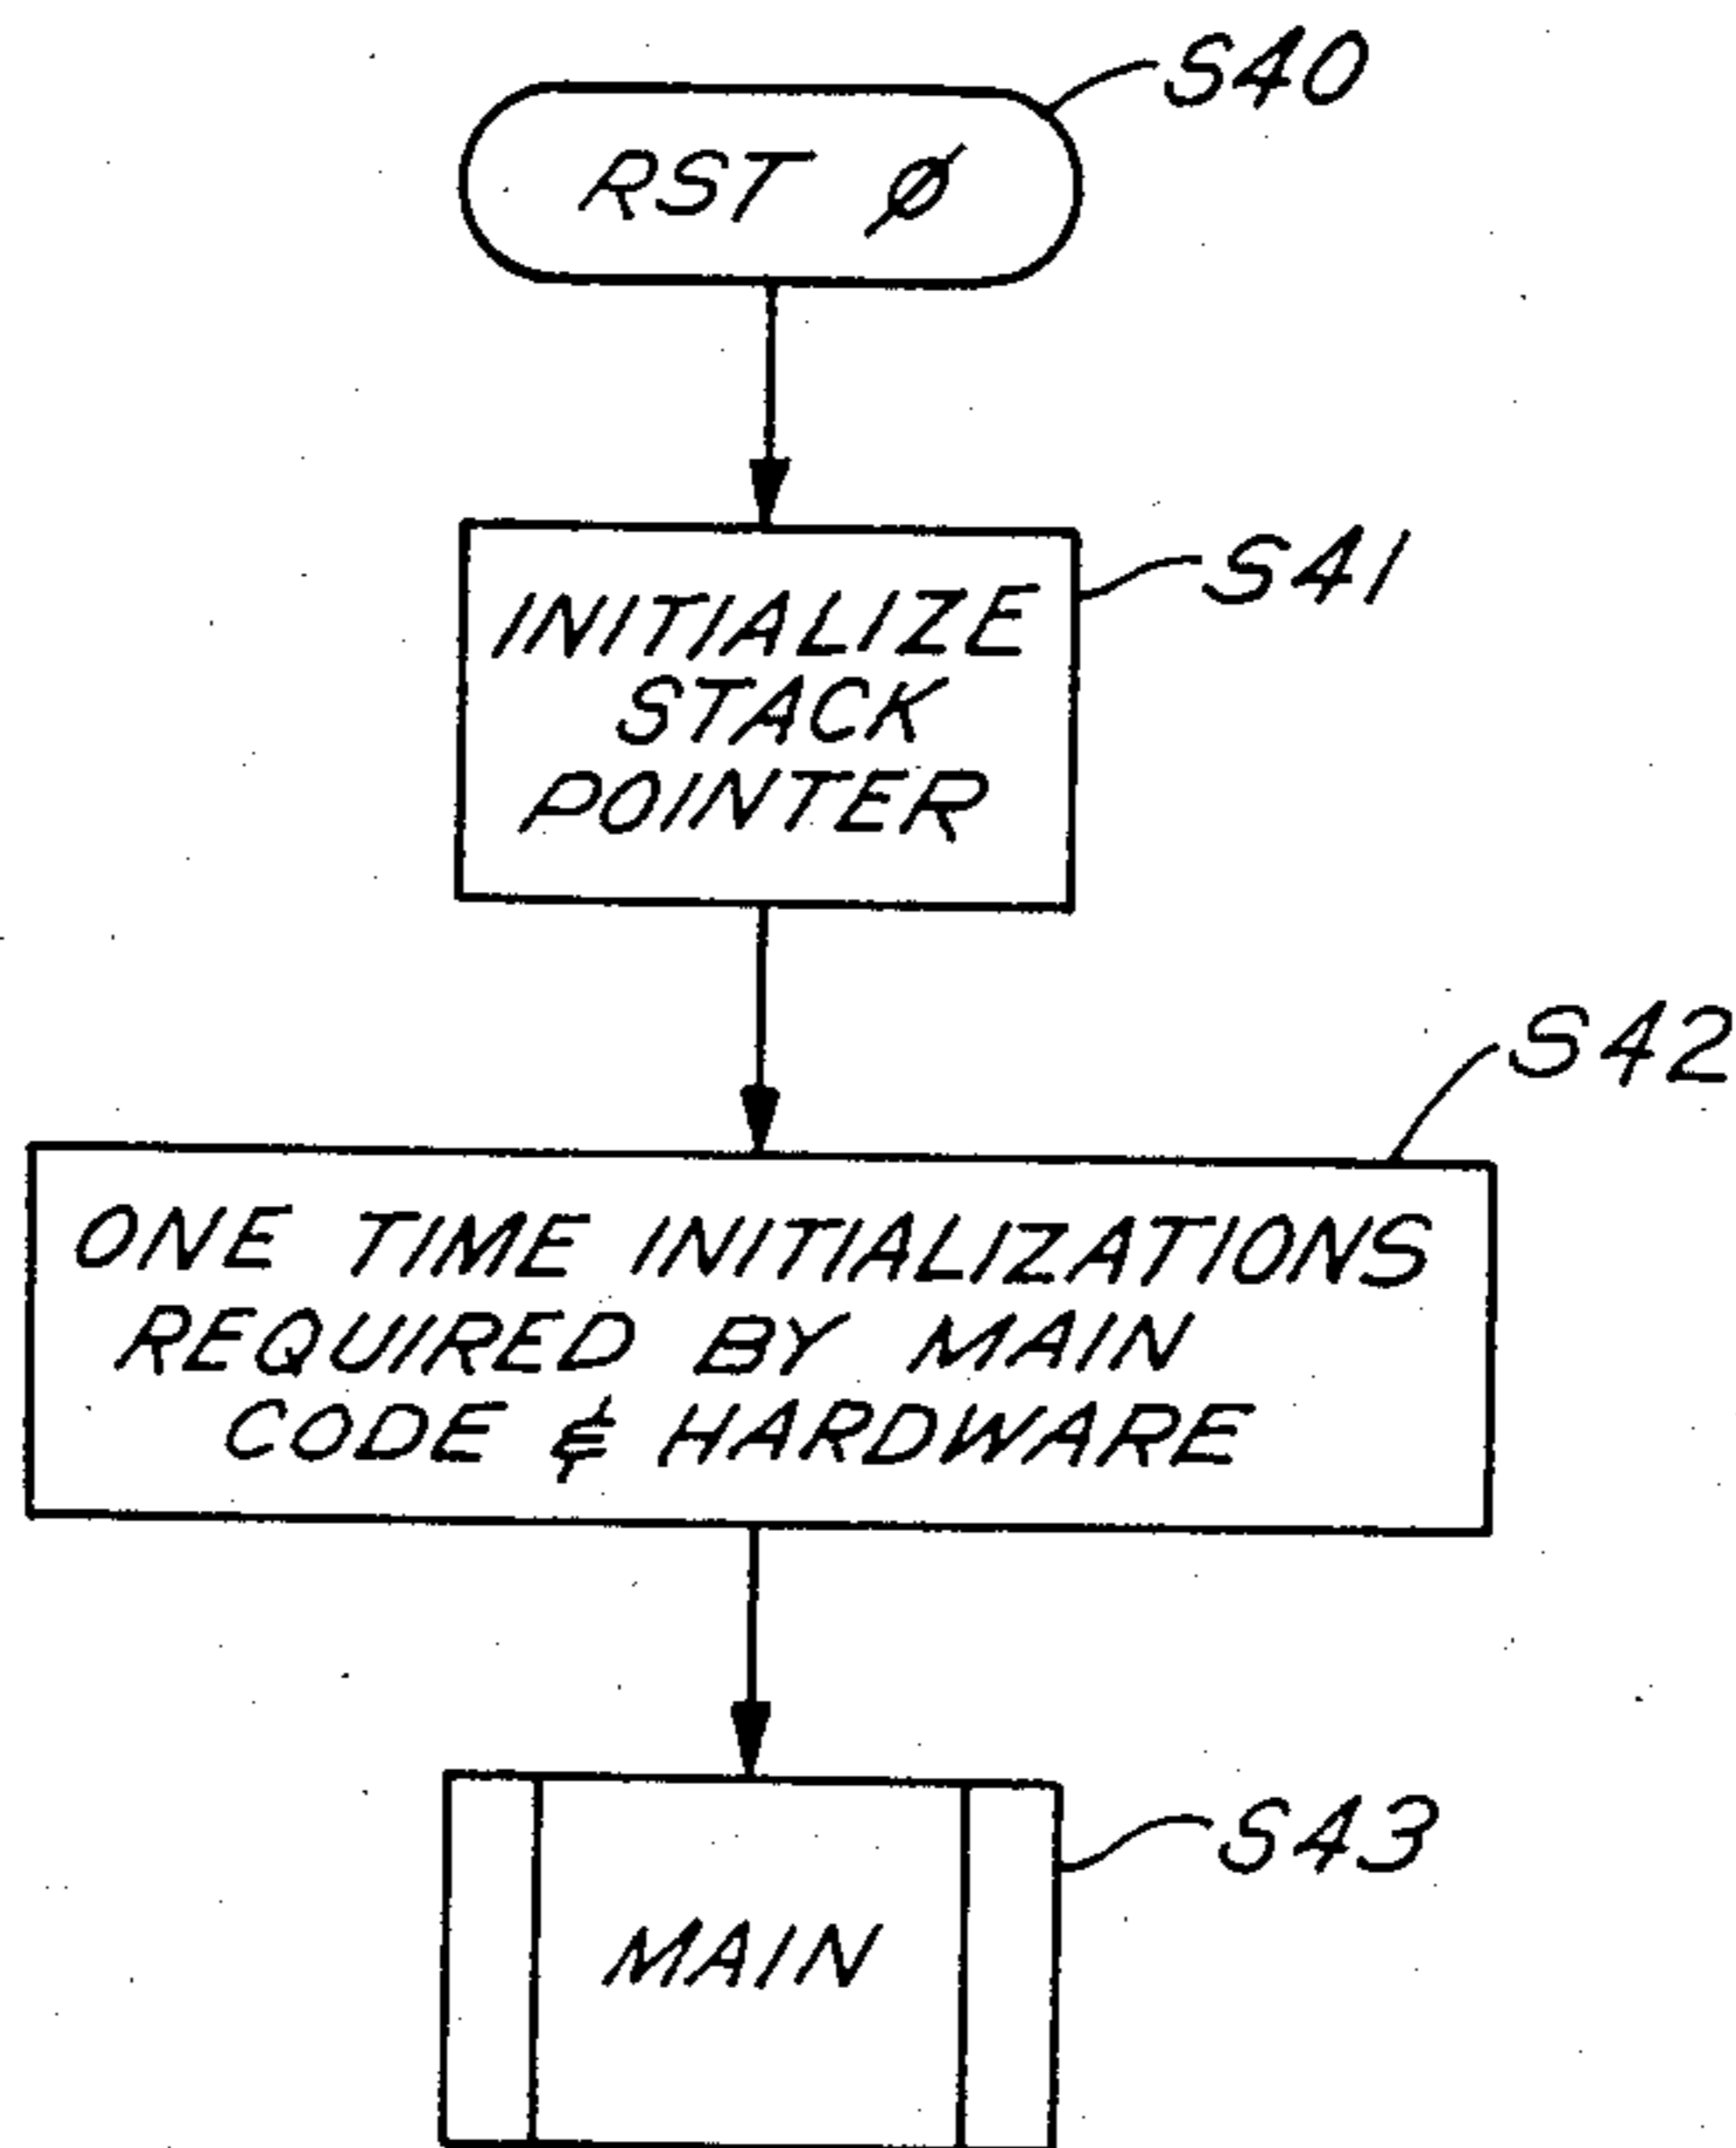 S40
RST Ø
S41
INITIALIZE
STACK
POINTER
S42
ONE TIME INITIALIZATIONS
REQUIRED BY MAIN
CODE & HARDWARE
S43
MAIN